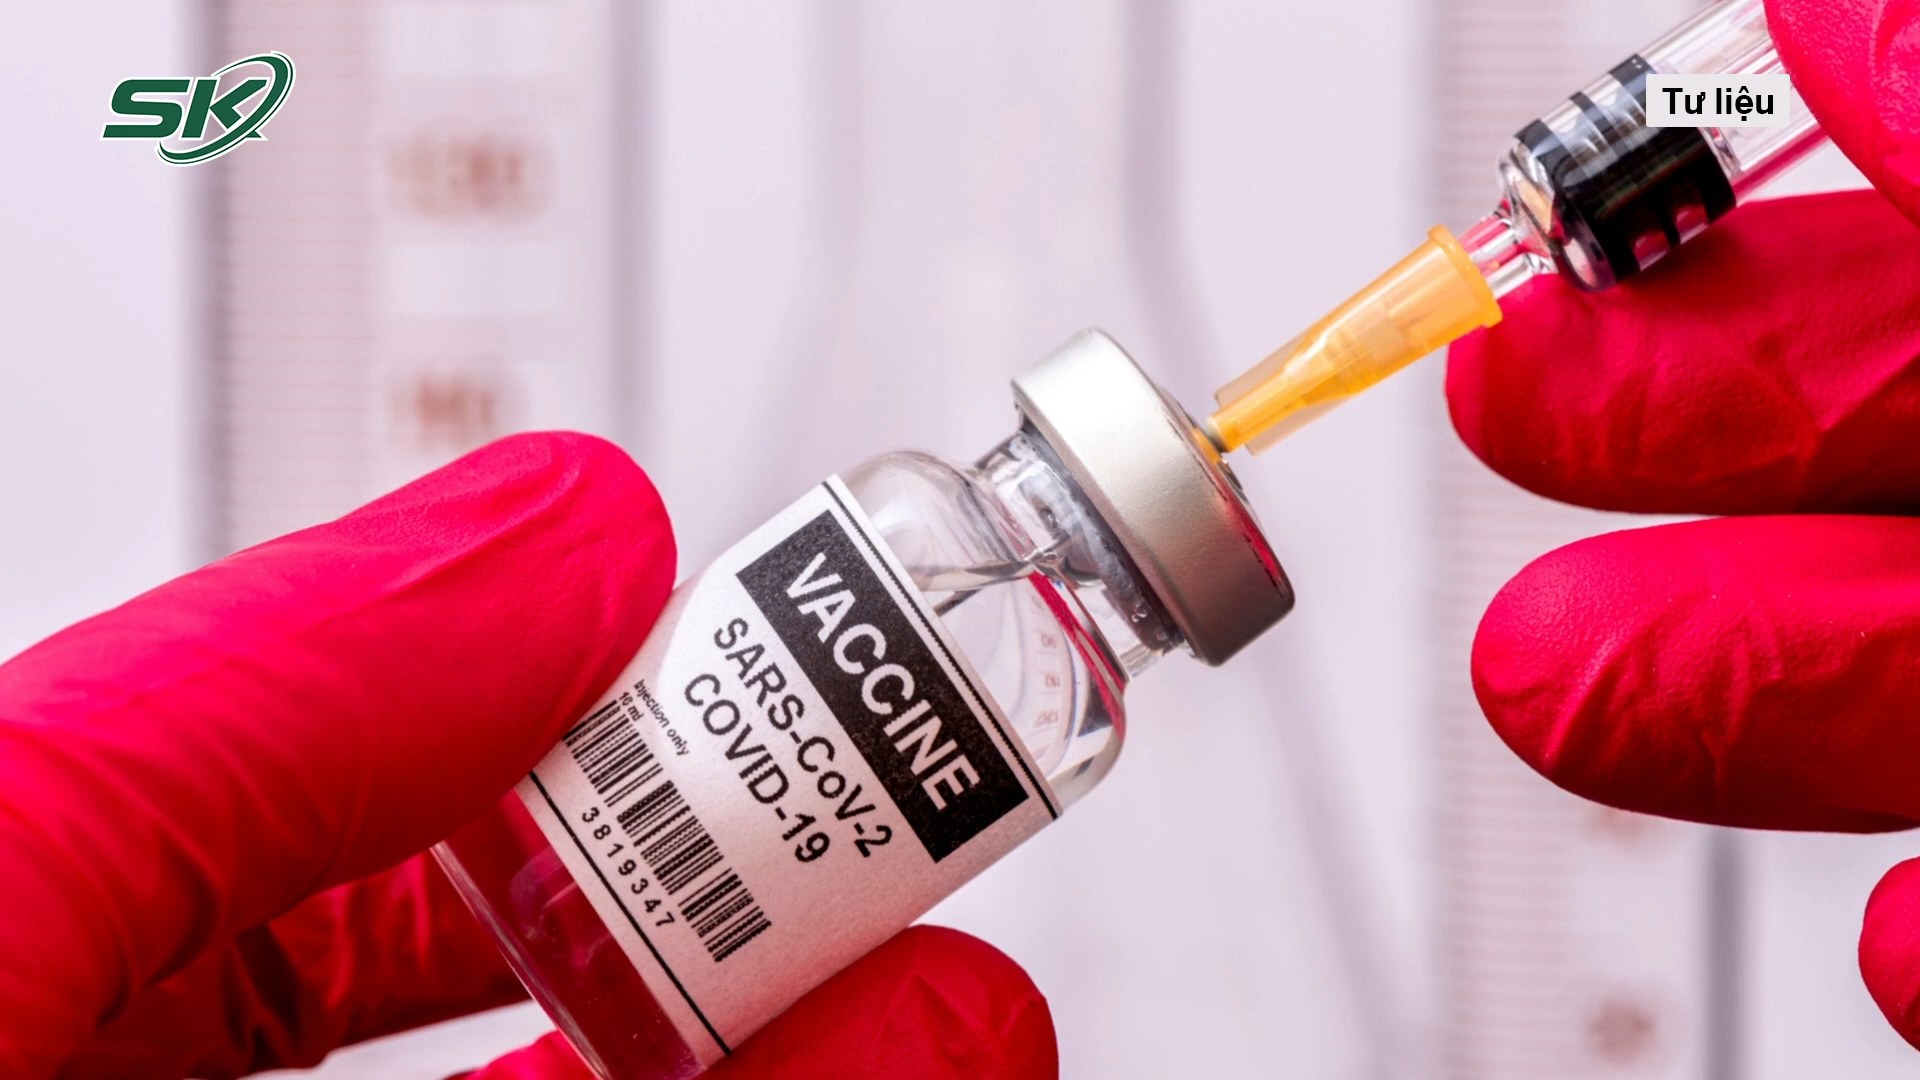 SK
Tư liệu
VACCINE
SARS-CoV-2
COVID-19
Injection only
10 ml
3819347